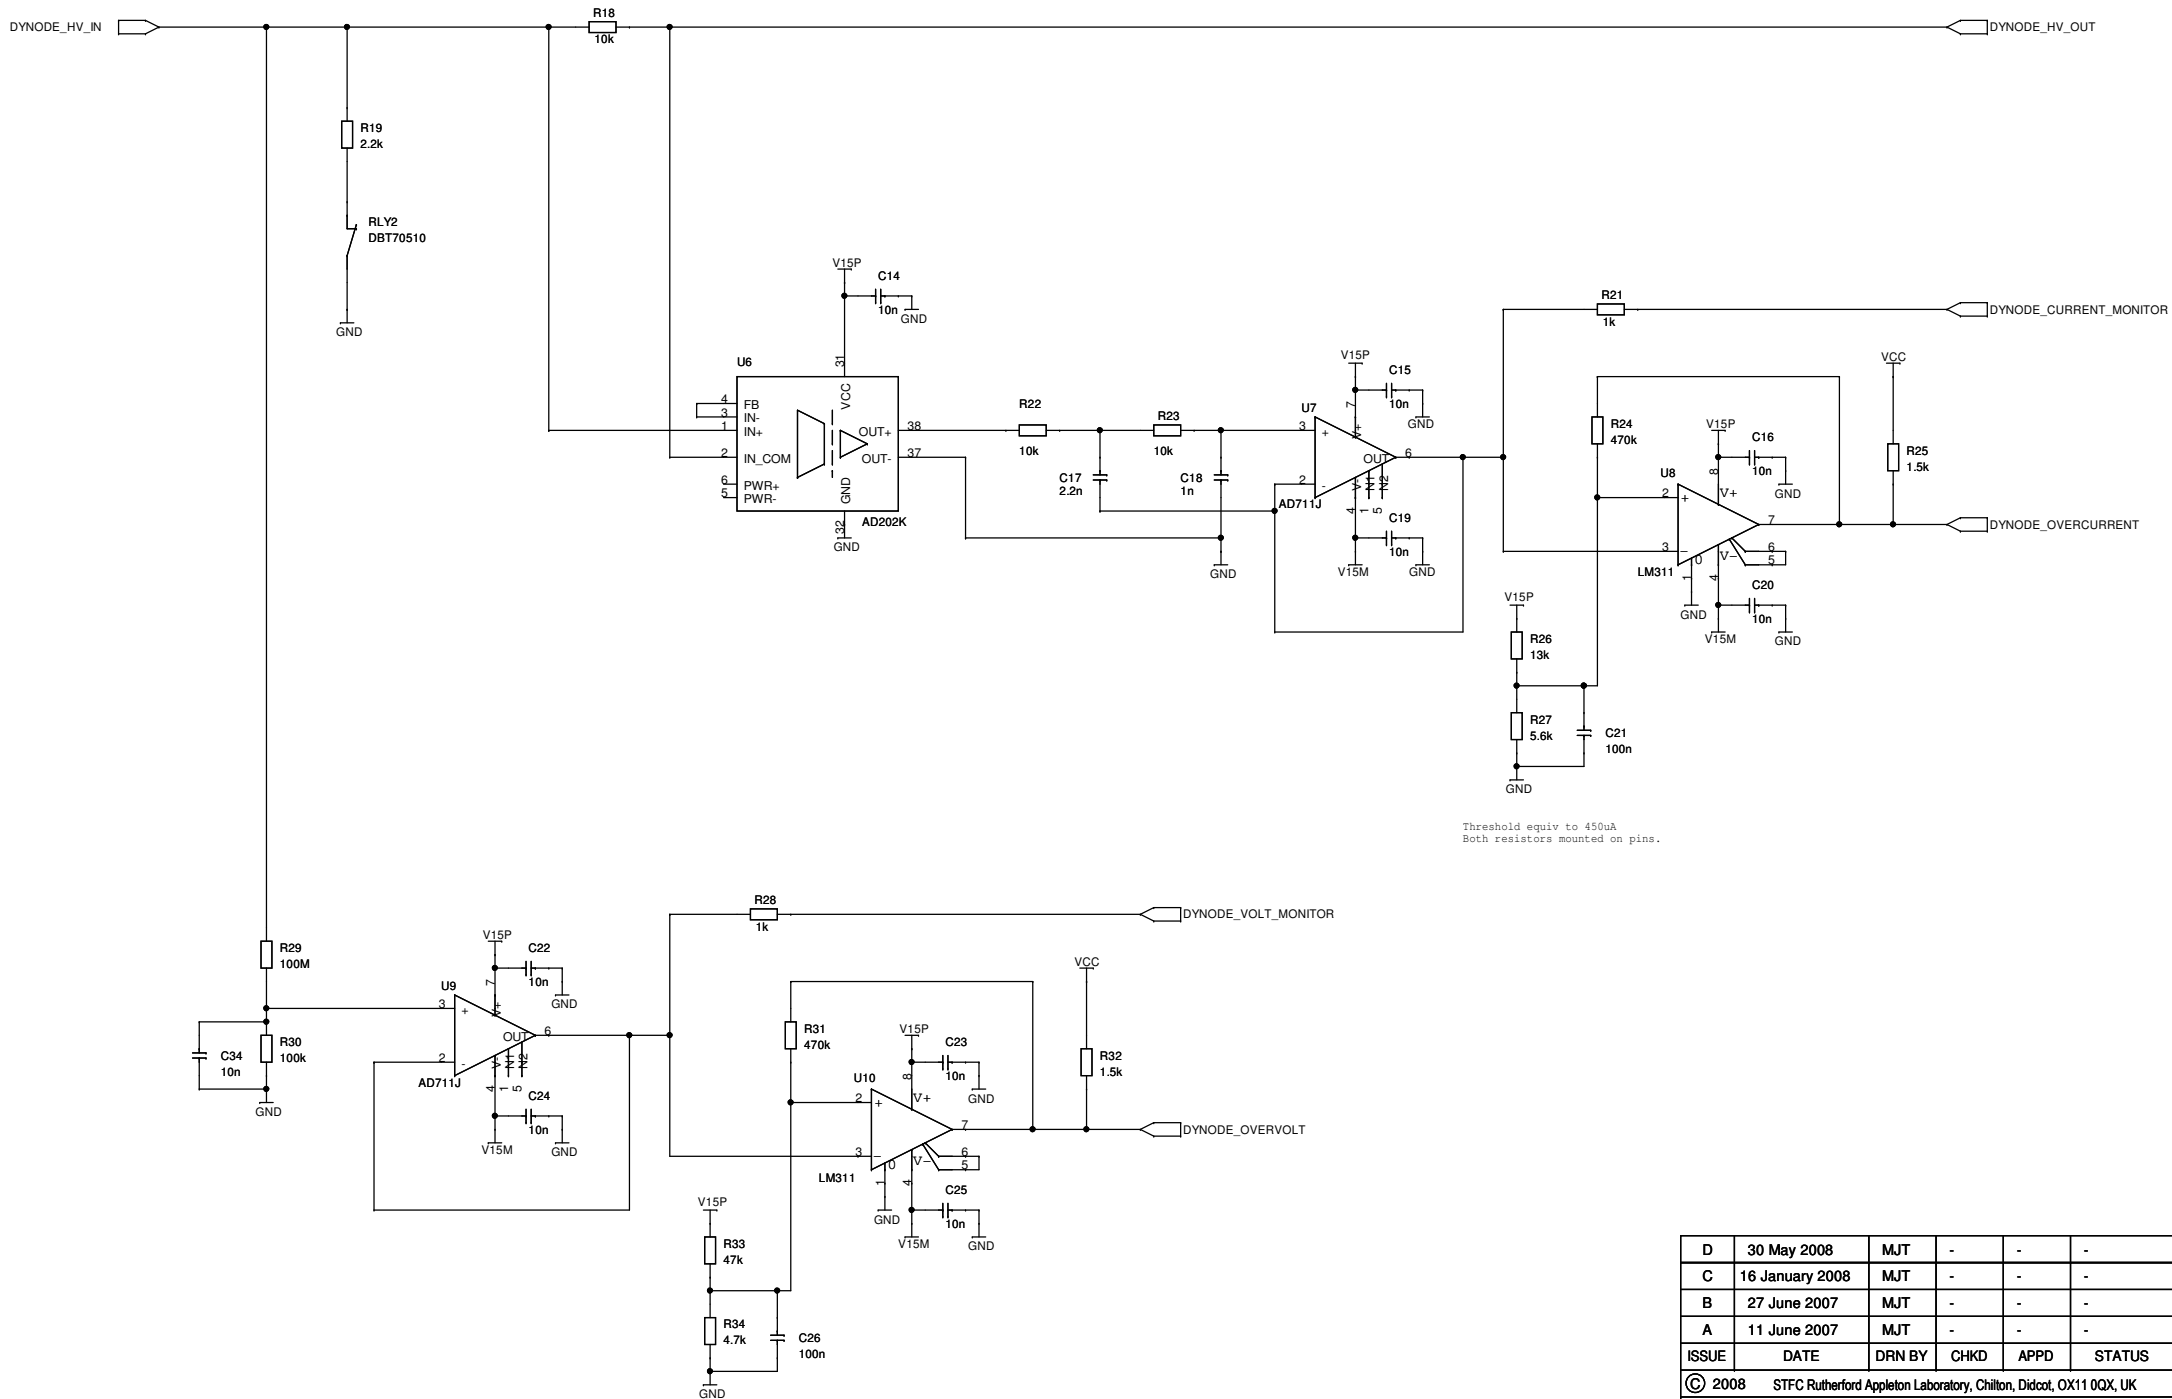 DYNODE_HV_IN
R18
10k
DYNODE_HV_OUT
R19
2.2k
RLY2
DBT70510
GND
V15P
C14
10n
GND
U6
31
VCC
4 FB
3 IN-
1 IN+
2 IN_COM
6 PWR+
5 PWR-
OUT+ 38
OUT- 37
GND
32
AD202K
GND
R22
10k
R23
10k
C17
2.2n
C18
1n
GND
V15P
C15
10n
GND
U7
7
V+
3 +
2 -
OUT 6
V-
N1
N2
4
1
5
AD711J
C19
10n
V15M
GND
R21
1k
DYNODE_CURRENT_MONITOR
VCC
R24
470k
R25
1.5k
V15P
C16
10n
GND
U8
8
V+
2 +
3 −
7
6
5
V−
0
1
4
LM311
GND
C20
10n
V15M
GND
DYNODE_OVERCURRENT
V15P
R26
13k
R27
5.6k
C21
100n
GND
Threshold equiv to 450uA
Both resistors mounted on pins.
R28
1k
DYNODE_VOLT_MONITOR
R29
100M
R30
100k
C34
10n
GND
V15P
C22
10n
GND
U9
7
V+
3 +
2 -
OUT 6
V-
N1
N2
4
1
5
AD711J
C24
10n
V15M
GND
VCC
R31
470k
R32
1.5k
V15P
C23
10n
GND
U10
8
V+
2 +
3 −
7
6
5
V−
0
1
4
LM311
GND
C25
10n
V15M
GND
DYNODE_OVERVOLT
V15P
R33
47k
R34
4.7k
C26
100n
GND
D 30 May 2008 MJT - - -
C 16 January 2008 MJT - - -
B 27 June 2007 MJT - - -
A 11 June 2007 MJT - - -
ISSUE DATE DRN BY CHKD APPD STATUS
© 2008 STFC Rutherford Appleton Laboratory, Chilton, Didcot, OX11 0QX, UK